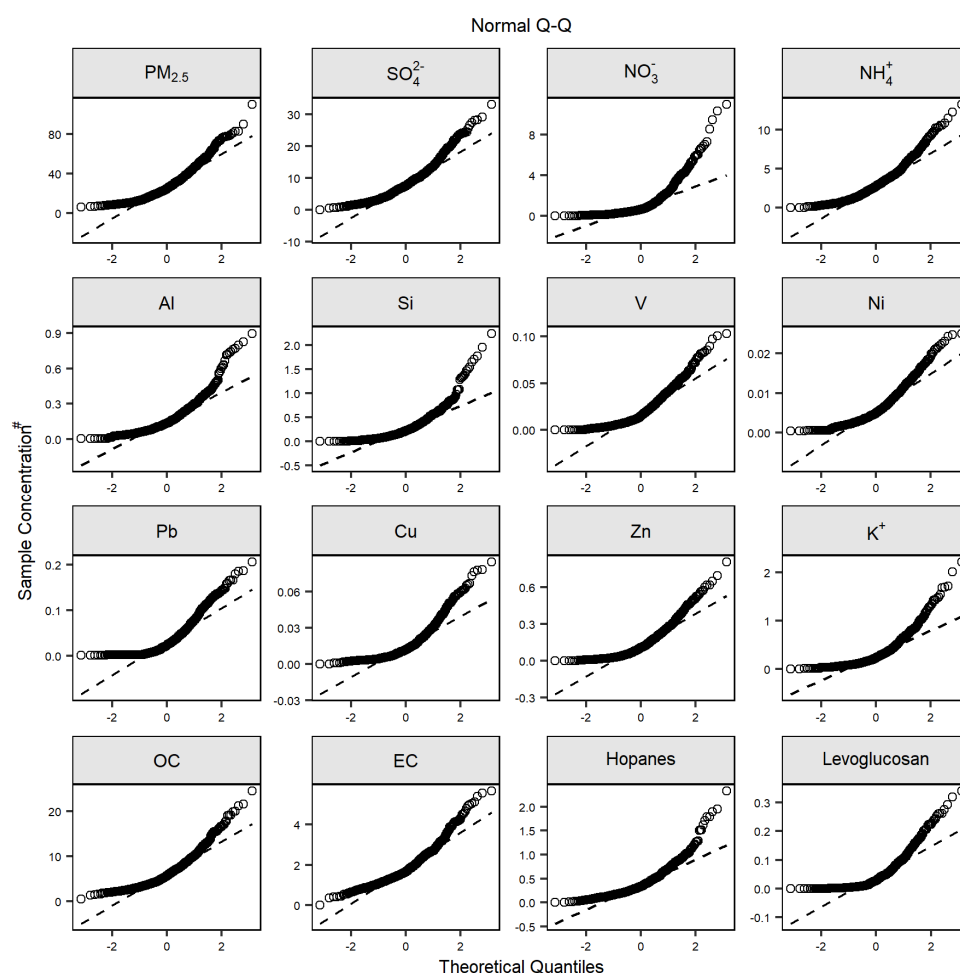 Normal Q-Q
PM₂.₅ SO₄²⁻ NO₃⁻ NH₄⁺
80 30 8 10
40 20 4 5
0 10 0 0
0
-10
-2 0 2 -2 0 2 -2 0 2 -2 0 2
Al Si V Ni
0.9 2.0 0.10 0.02
0.6 1.5 0.05 0.01
0.3 1.0 0.00 0.00
0.0 0.5
0.0
-0.5
-2 0 2 -2 0 2 -2 0 2 -2 0 2
Sample Concentration#
Pb Cu Zn K⁺
0.2 0.06 0.6 2
0.1 0.03 0.3 1
0.0 0.00 0.0 0
-0.03 -0.3
-2 0 2 -2 0 2 -2 0 2 -2 0 2
OC EC Hopanes Levoglucosan
20 4 2.0 0.3
10 2 1.5 0.2
0 0 1.0 0.1
0.5 0.0
0.0 -0.1
-0.5
-2 0 2 -2 0 2 -2 0 2 -2 0 2
Theoretical Quantiles